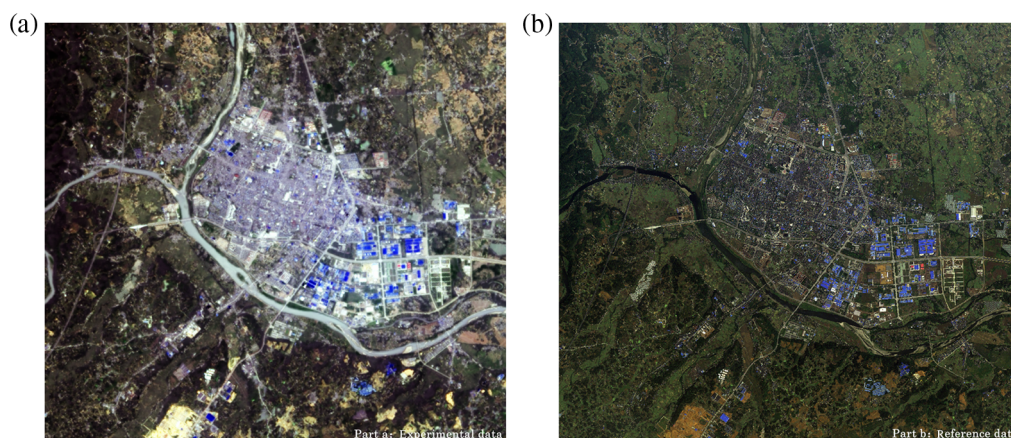 (a)
(b)
Part a: Experimental data
Part b: Reference dat